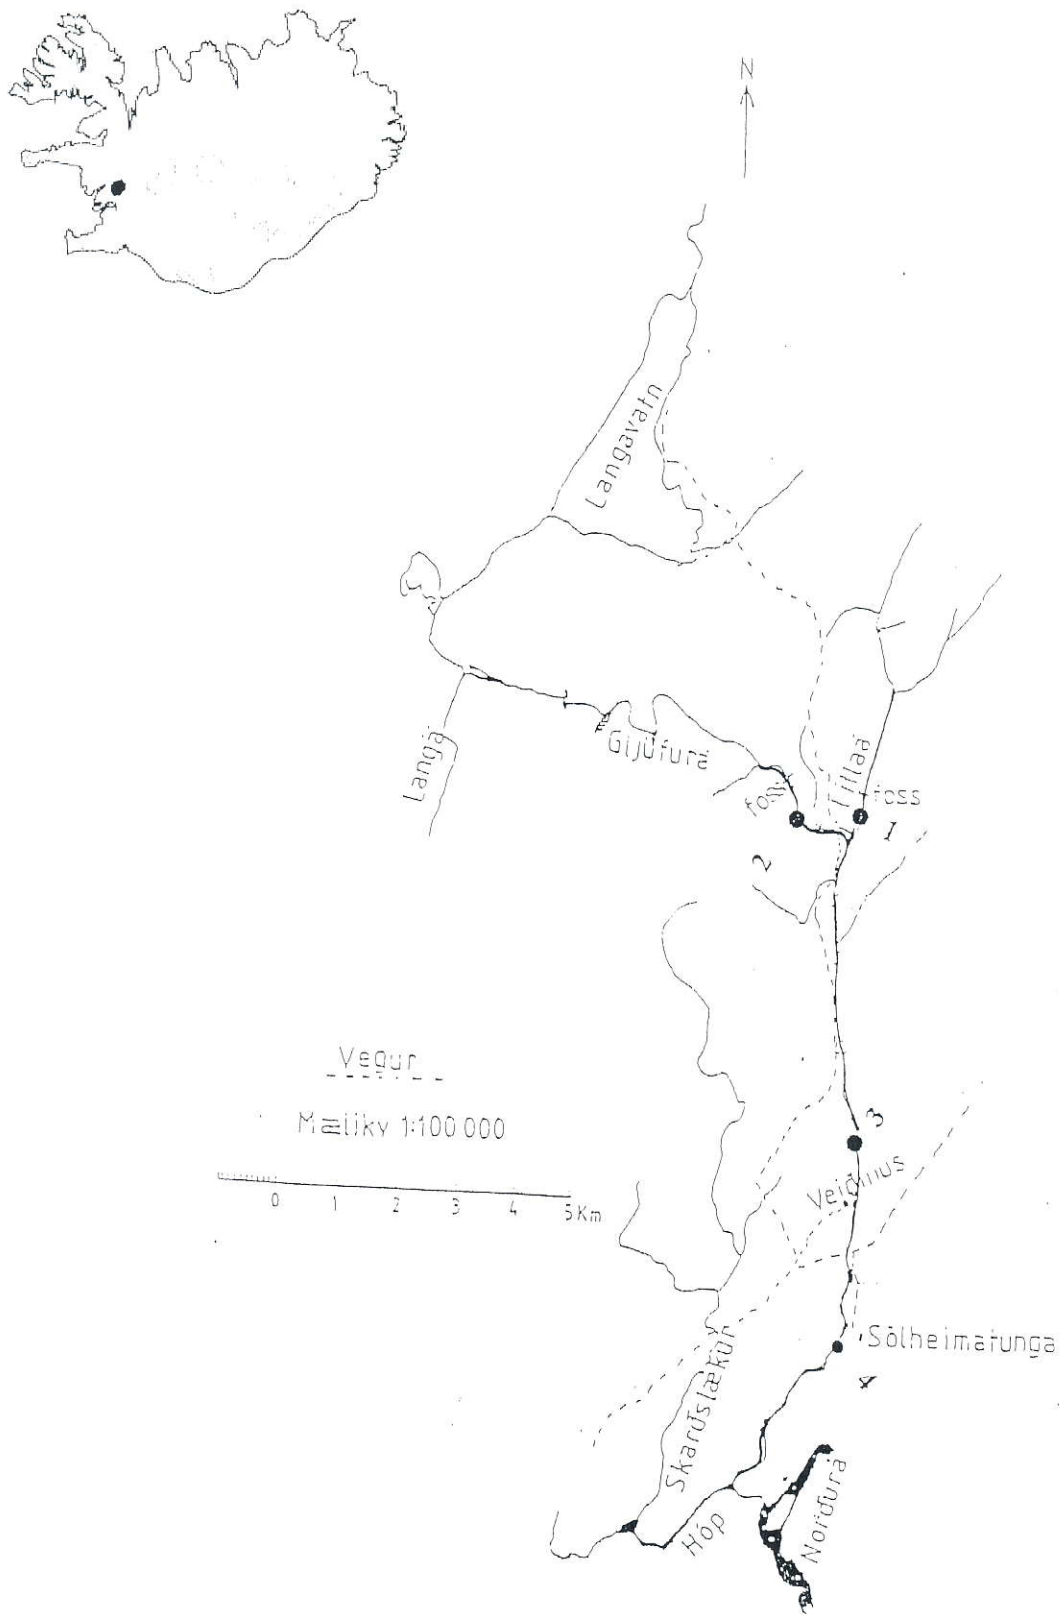 N
Langavatn
Langá
Gljúfurá
foss
Litlaá
foss
1
2
Vegur
Mælikv 1:100 000
0 1 2 3 4 5 Km
3
Veiðihus
Sólheimatunga
4
Skarðslækur
Hóp
Norðurá